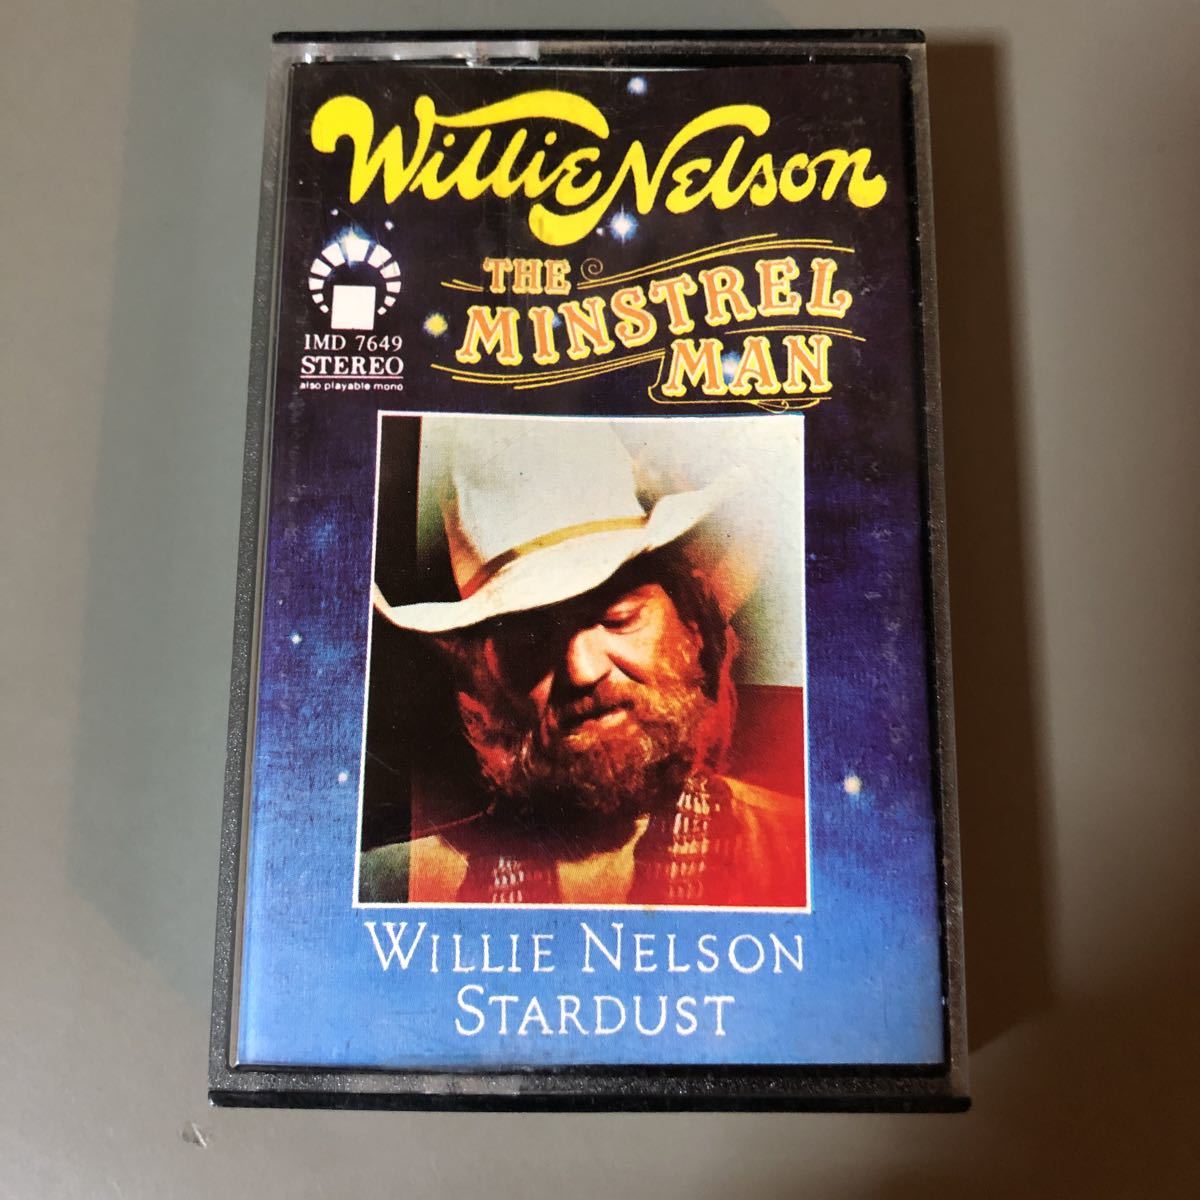 Willie Nelson
THE
MINSTREL
MAN
IMD 7649
STEREO
also playable mono
WILLIE NELSON
STARDUST